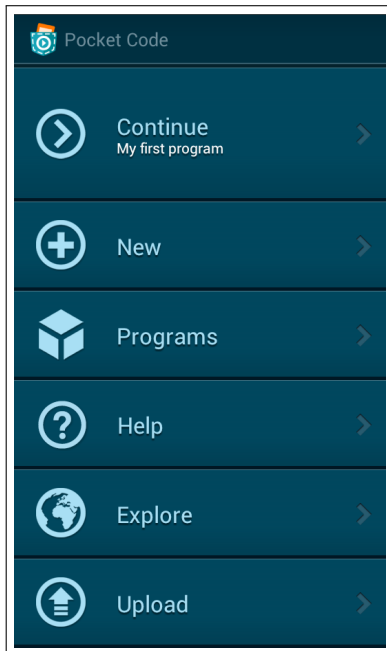 Pocket Code
Continue
My first program
New
Programs
Help
Explore
Upload